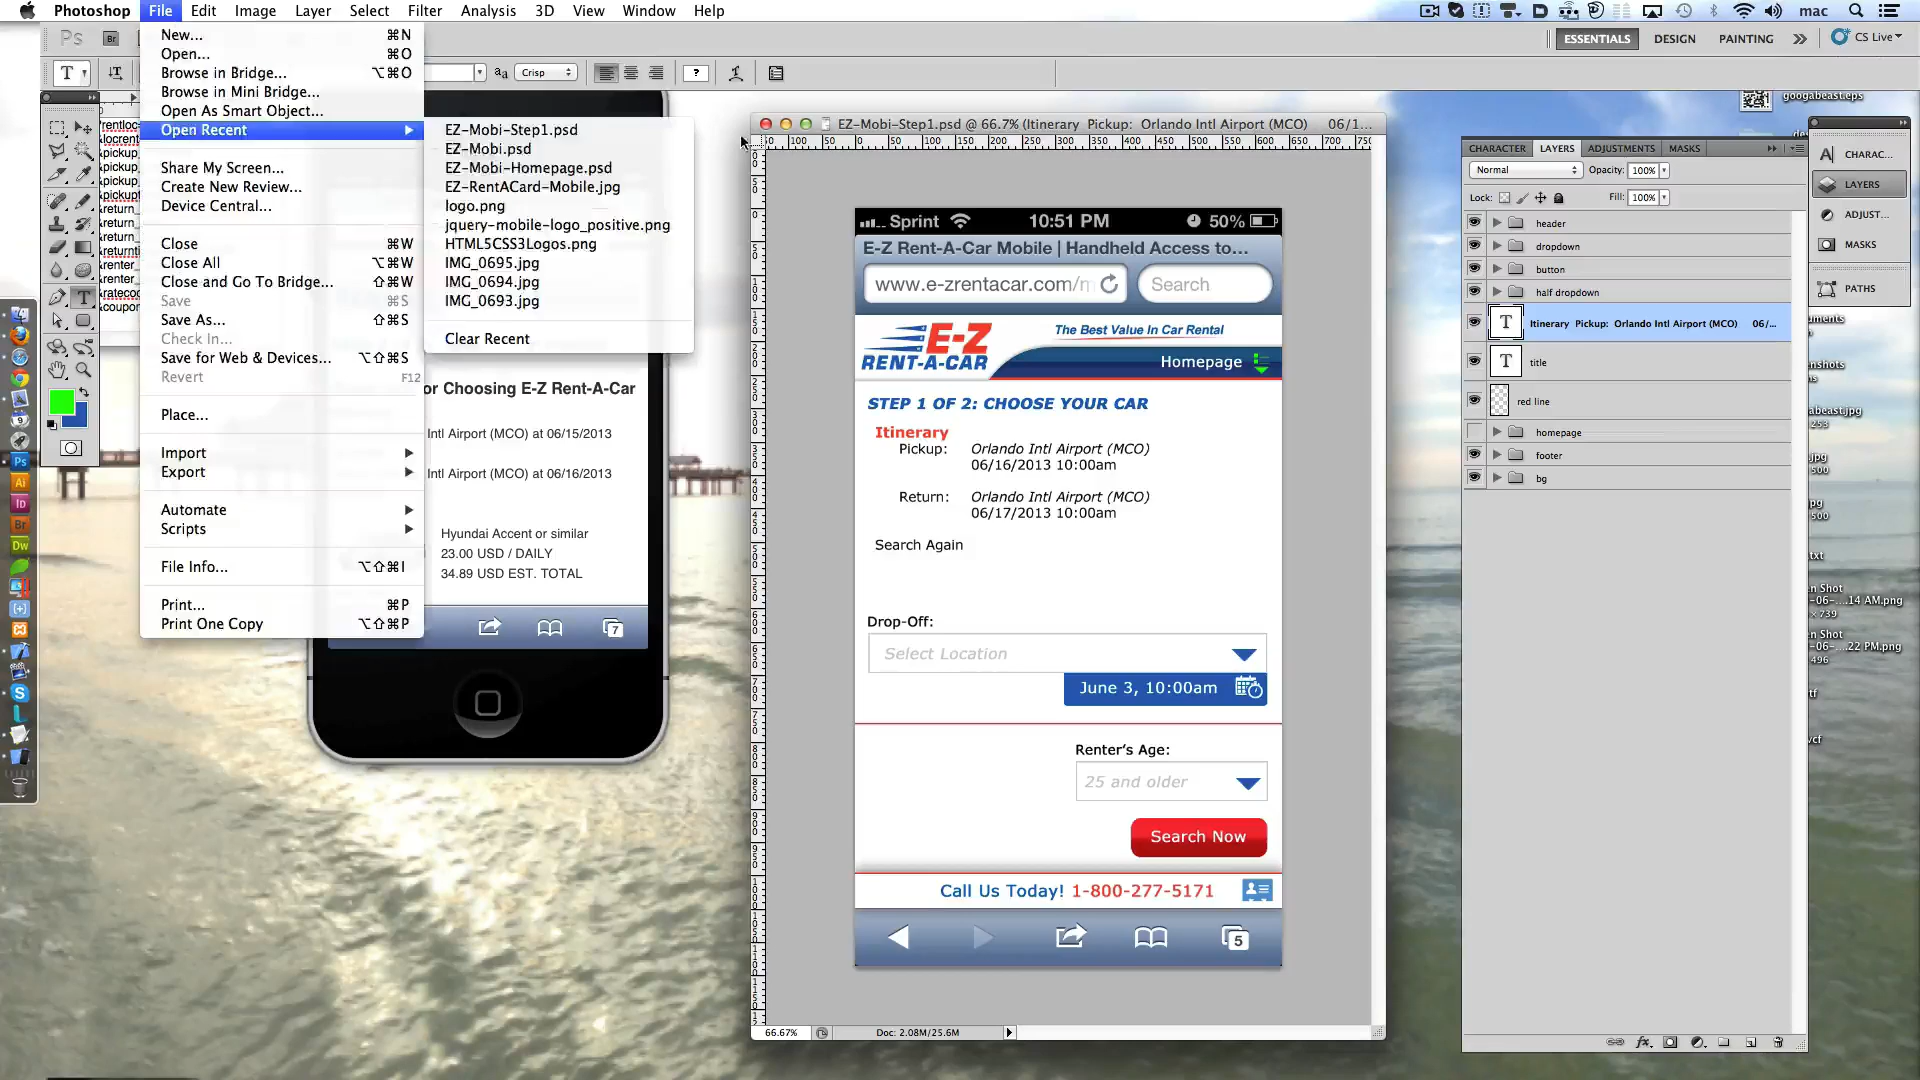 Photoshop File Edit Image Layer Select Filter Analysis 3D View Window Help mac
Ps Br ESSENTIALS DESIGN PAINTING CS Live
T Crisp
New... ⌘N
Open... ⌘O
Browse in Bridge... ⌥⌘O
Browse in Mini Bridge...
Open As Smart Object...
Open Recent
Share My Screen...
Create New Review...
Device Central...
Close ⌘W
Close All ⌥⌘W
Close and Go To Bridge... ⇧⌘W
Save ⌘S
Save As... ⇧⌘S
Check In...
Save for Web & Devices... ⌥⇧⌘S
Revert F12
Place...
Import
Export
Automate
Scripts
File Info... ⌥⇧⌘I
Print... ⌘P
Print One Copy ⌥⇧⌘P
EZ-Mobi-Step1.psd
EZ-Mobi.psd
EZ-Mobi-Homepage.psd
EZ-RentACard-Mobile.jpg
logo.png
jquery-mobile-logo_positive.png
HTML5CSS3Logos.png
IMG_0695.jpg
IMG_0694.jpg
IMG_0693.jpg
Clear Recent
or Choosing E-Z Rent-A-Car
Intl Airport (MCO) at 06/15/2013
Intl Airport (MCO) at 06/16/2013
Hyundai Accent or similar
23.00 USD / DAILY
34.89 USD EST. TOTAL
7
EZ-Mobi-Step1.psd @ 66.7% (Itinerary Pickup: Orlando Intl Airport (MCO) 06/1...
Sprint 10:51 PM 50%
E-Z Rent-A-Car Mobile | Handheld Access to...
www.e-zrentacar.com/m Search
E-Z
RENT-A-CAR
The Best Value In Car Rental
Homepage
STEP 1 OF 2: CHOOSE YOUR CAR
Itinerary
Pickup: Orlando Intl Airport (MCO)
06/16/2013 10:00am
Return: Orlando Intl Airport (MCO)
06/17/2013 10:00am
Search Again
Drop-Off:
Select Location
June 3, 10:00am
Renter's Age:
25 and older
Search Now
Call Us Today! 1-800-277-5171
5
66.67% Doc: 2.08M/25.6M
CHARACTER LAYERS ADJUSTMENTS MASKS
Normal Opacity: 100%
Lock: Fill: 100%
header
dropdown
button
half dropdown
T Itinerary Pickup: Orlando Intl Airport (MCO) 06/...
T title
red line
homepage
footer
bg
CHARAC...
LAYERS
ADJUST...
MASKS
PATHS
googabeast.eps